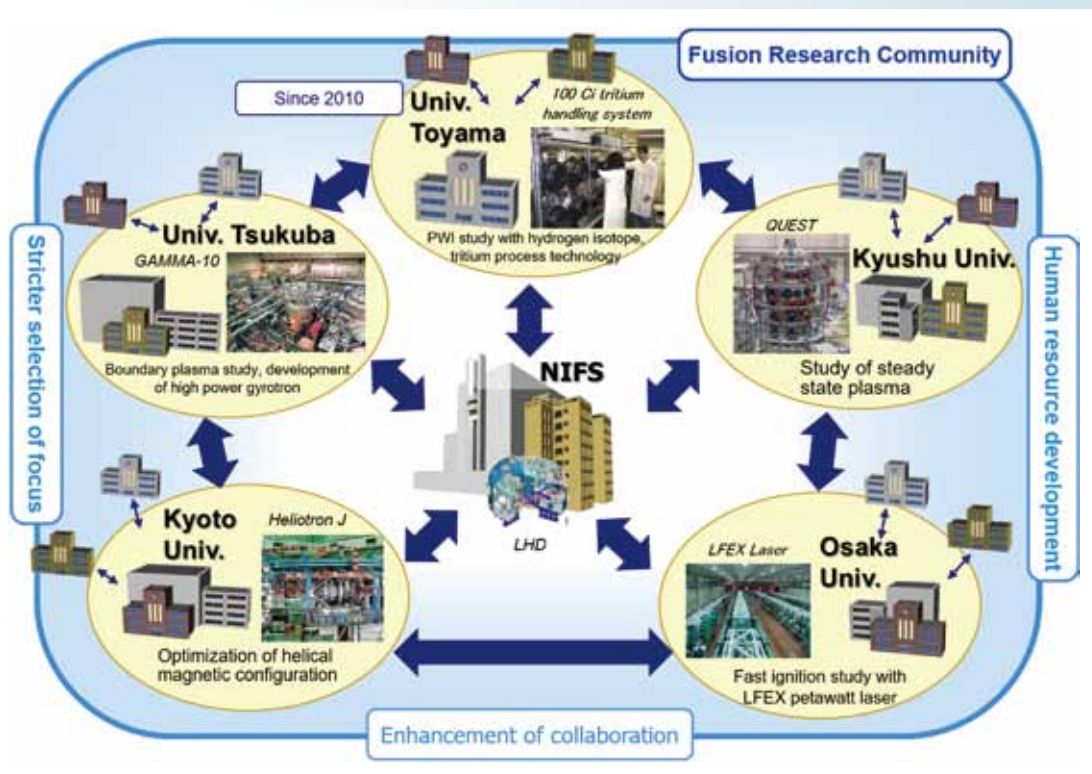 Fusion Research Community
Since 2010
Univ.
Toyama
100 Ci tritium
handling system
PWI study with hydrogen isotope,
tritium process technology
Univ. Tsukuba
GAMMA-10
Boundary plasma study, development
of high power gyrotron
QUEST
Kyushu Univ.
Study of steady
state plasma
Stricter selection of focus
Human resource development
NIFS
LHD
Kyoto
Univ.
Heliotron J
Optimization of helical
magnetic configuration
LFEX Laser
Osaka
Univ.
Fast ignition study with
LFEX petawatt laser
Enhancement of collaboration